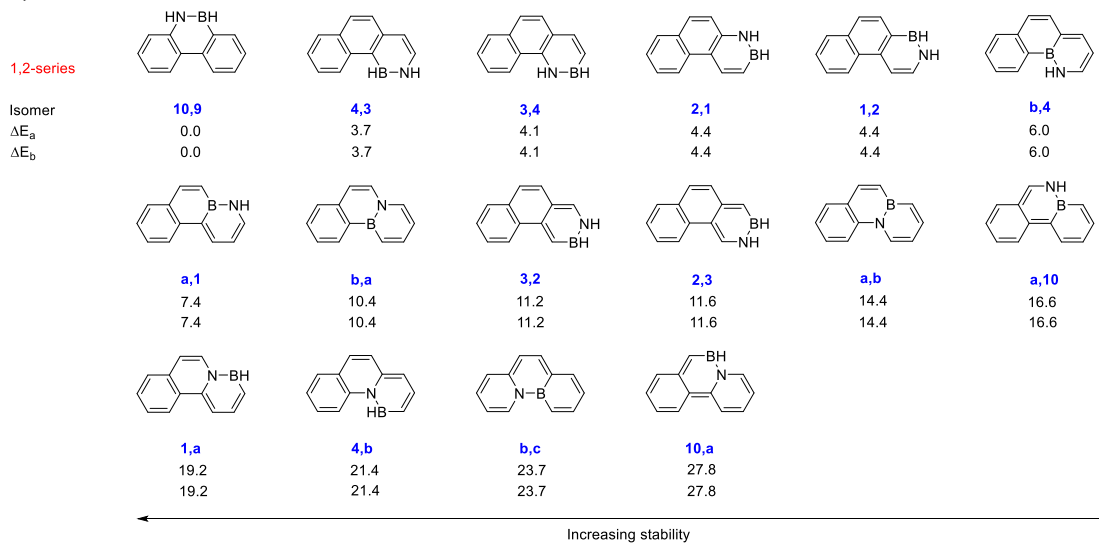 HN BH
HB NH
HN BH
NH
BH
BH
NH
B
HN
1,2-series
Isomer 10,9 4,3 3,4 2,1 1,2 b,4
ΔEa 0.0 3.7 4.1 4.4 4.4 6.0
ΔEb 0.0 3.7 4.1 4.4 4.4 6.0
B NH
N
B
NH
BH
BH
NH
B
N
NH
B
a,1 b,a 3,2 2,3 a,b a,10
7.4 10.4 11.2 11.6 14.4 16.6
7.4 10.4 11.2 11.6 14.4 16.6
N BH
N
HB
N B
BH
N
1,a 4,b b,c 10,a
19.2 21.4 23.7 27.8
19.2 21.4 23.7 27.8
Increasing stability